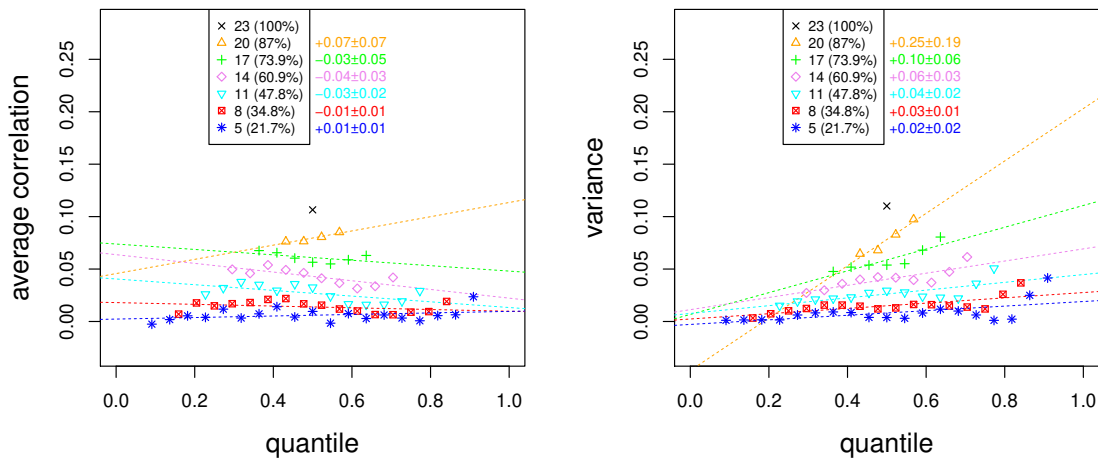 23 (100%)
20 (87%) +0.07±0.07
17 (73.9%) −0.03±0.05
14 (60.9%) −0.04±0.03
11 (47.8%) −0.03±0.02
8 (34.8%) −0.01±0.01
5 (21.7%) +0.01±0.01
average correlation
0.25
0.20
0.15
0.10
0.05
0.00
0.0 0.2 0.4 0.6 0.8 1.0
quantile
23 (100%)
20 (87%) +0.25±0.19
17 (73.9%) +0.10±0.06
14 (60.9%) +0.06±0.03
11 (47.8%) +0.04±0.02
8 (34.8%) +0.03±0.01
5 (21.7%) +0.02±0.02
variance
0.25
0.20
0.15
0.10
0.05
0.00
0.0 0.2 0.4 0.6 0.8 1.0
quantile